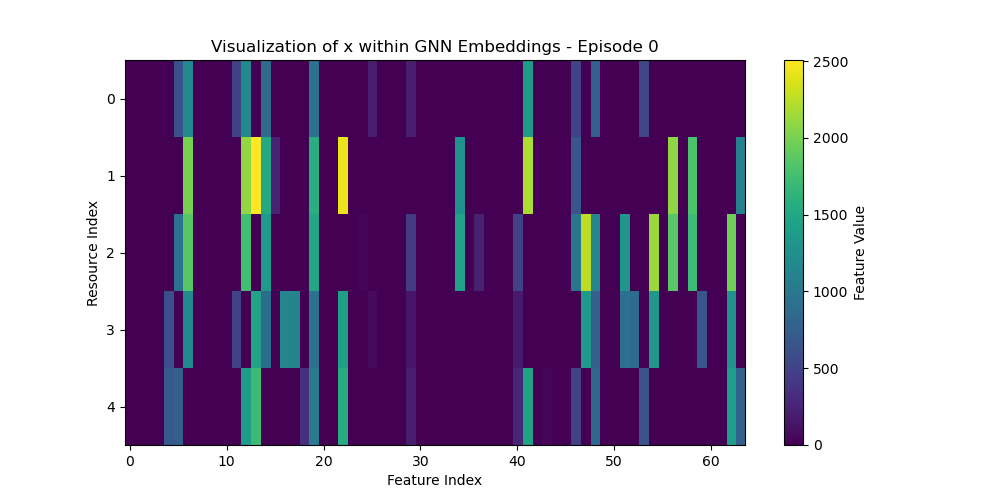 Visualization of x within GNN Embeddings - Episode 0
Resource Index
0
1
2
3
4
0 10 20 30 40 50 60
Feature Index
2500
2000
1500
1000
500
0
Feature Value